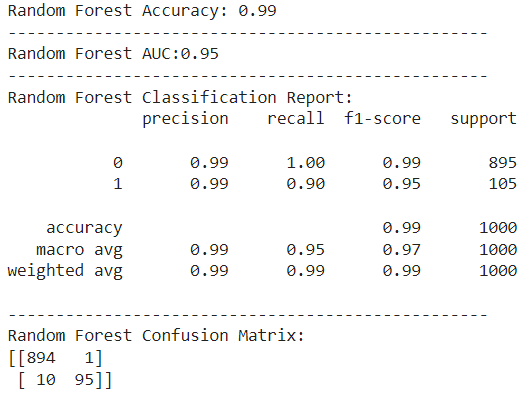 Random Forest Accuracy: 0.99
--------------------------------------------------
Random Forest AUC:0.95
--------------------------------------------------
Random Forest Classification Report:
              precision    recall  f1-score   support

           0       0.99      1.00      0.99       895
           1       0.99      0.90      0.95       105

    accuracy                           0.99      1000
   macro avg       0.99      0.95      0.97      1000
weighted avg       0.99      0.99      0.99      1000

--------------------------------------------------
Random Forest Confusion Matrix:
[[894   1]
 [ 10  95]]